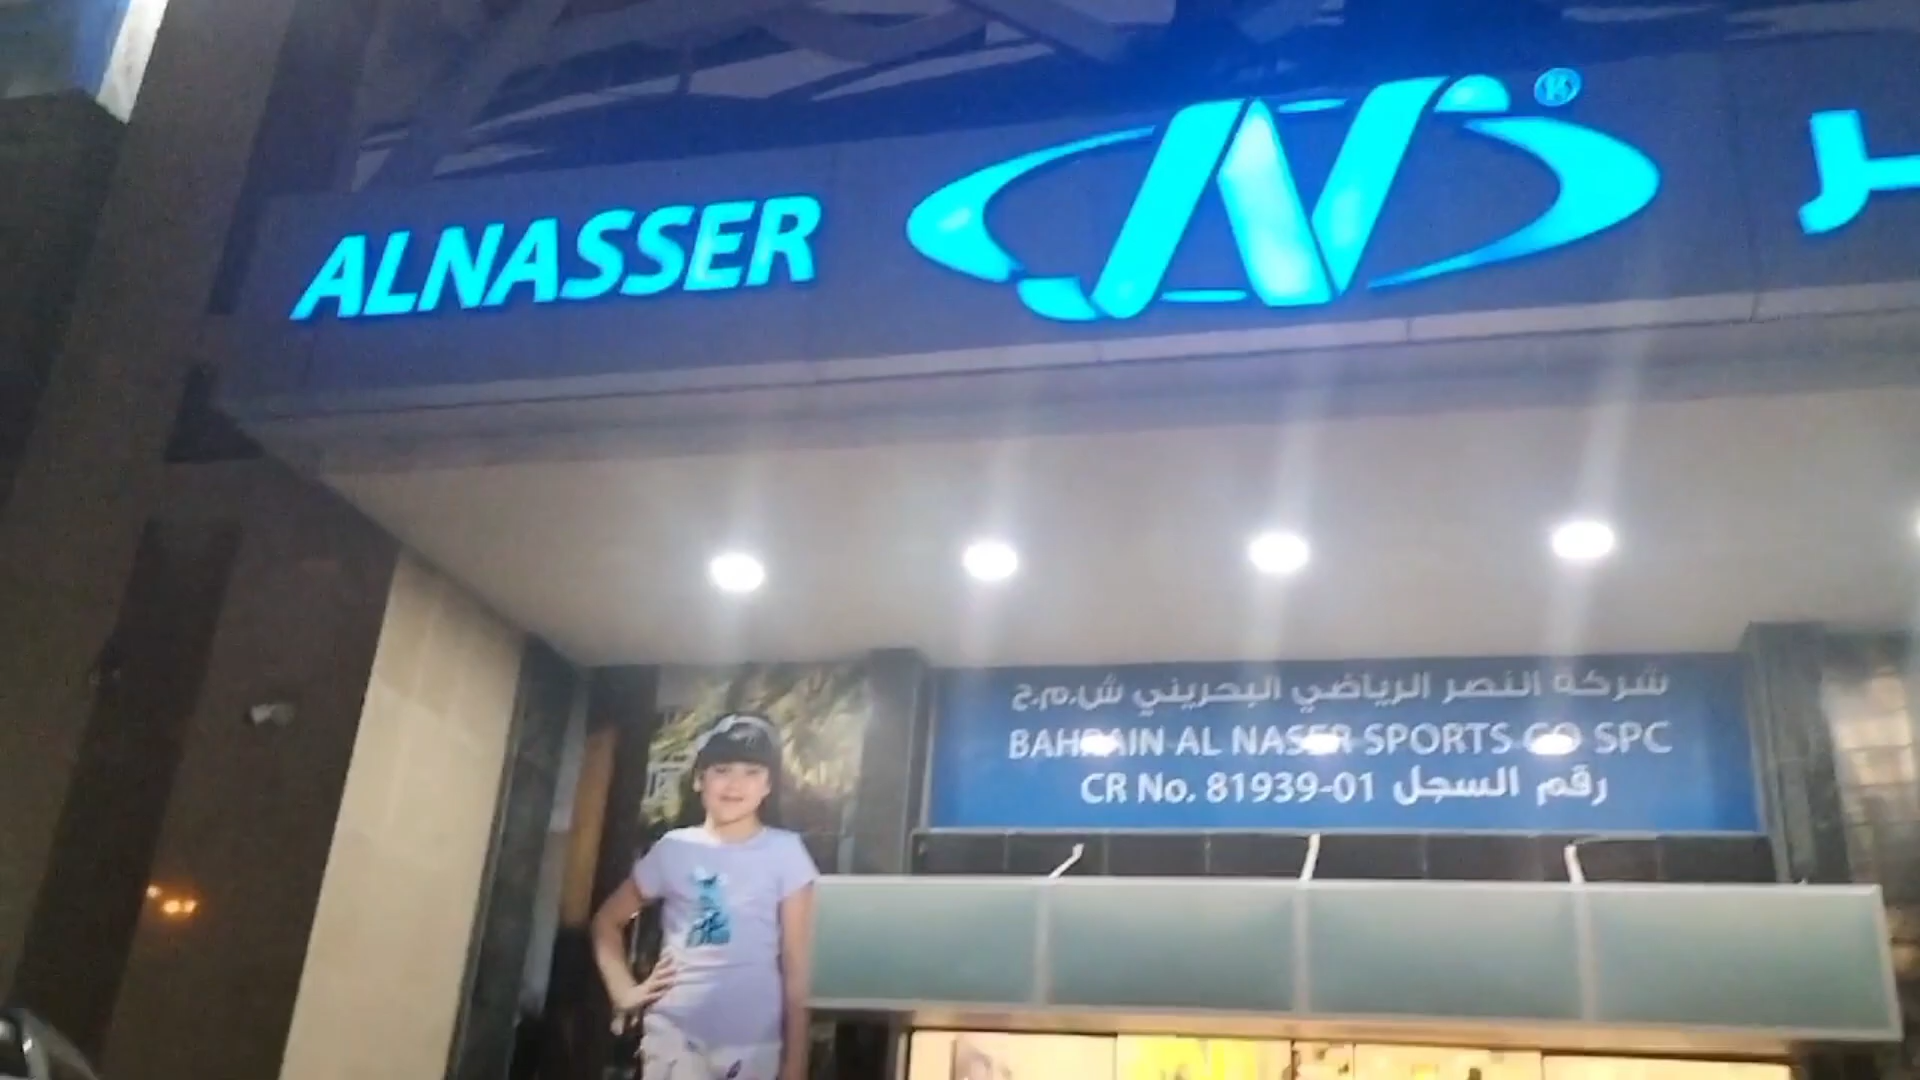 ALNASSER
شركة النصر الرياضي البحريني ش.م.ح
BAHRAIN AL NASER SPORTS CO SPC
CR No. 81939-01 رقم السجل